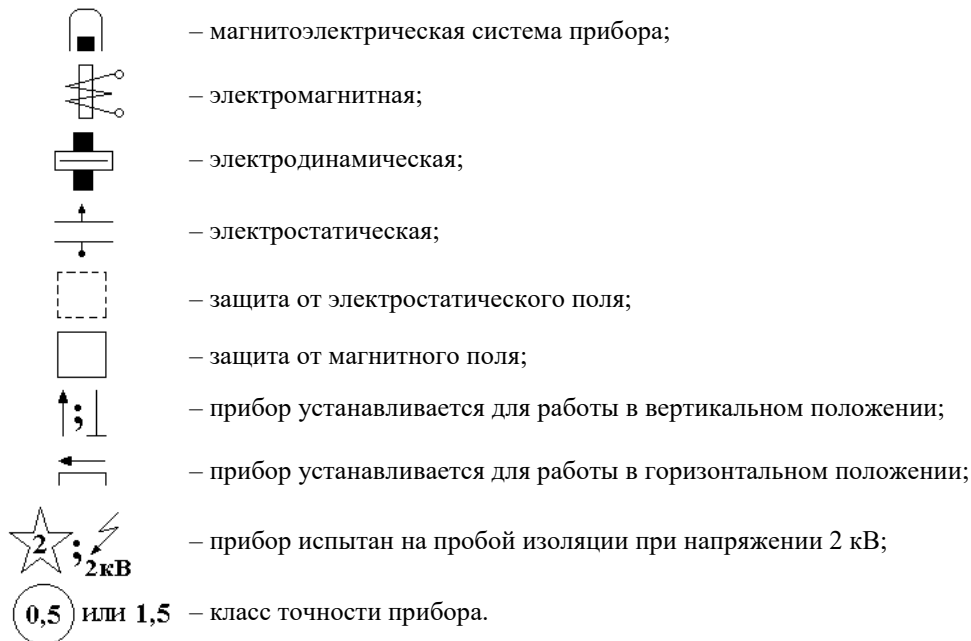 – магнитоэлектрическая система прибора;
– электромагнитная;
– электродинамическая;
– электростатическая;
– защита от электростатического поля;
– защита от магнитного поля;
; – прибор устанавливается для работы в вертикальном положении;
– прибор устанавливается для работы в горизонтальном положении;
2 ; 2кВ – прибор испытан на пробой изоляции при напряжении 2 кВ;
0,5 или 1,5 – класс точности прибора.